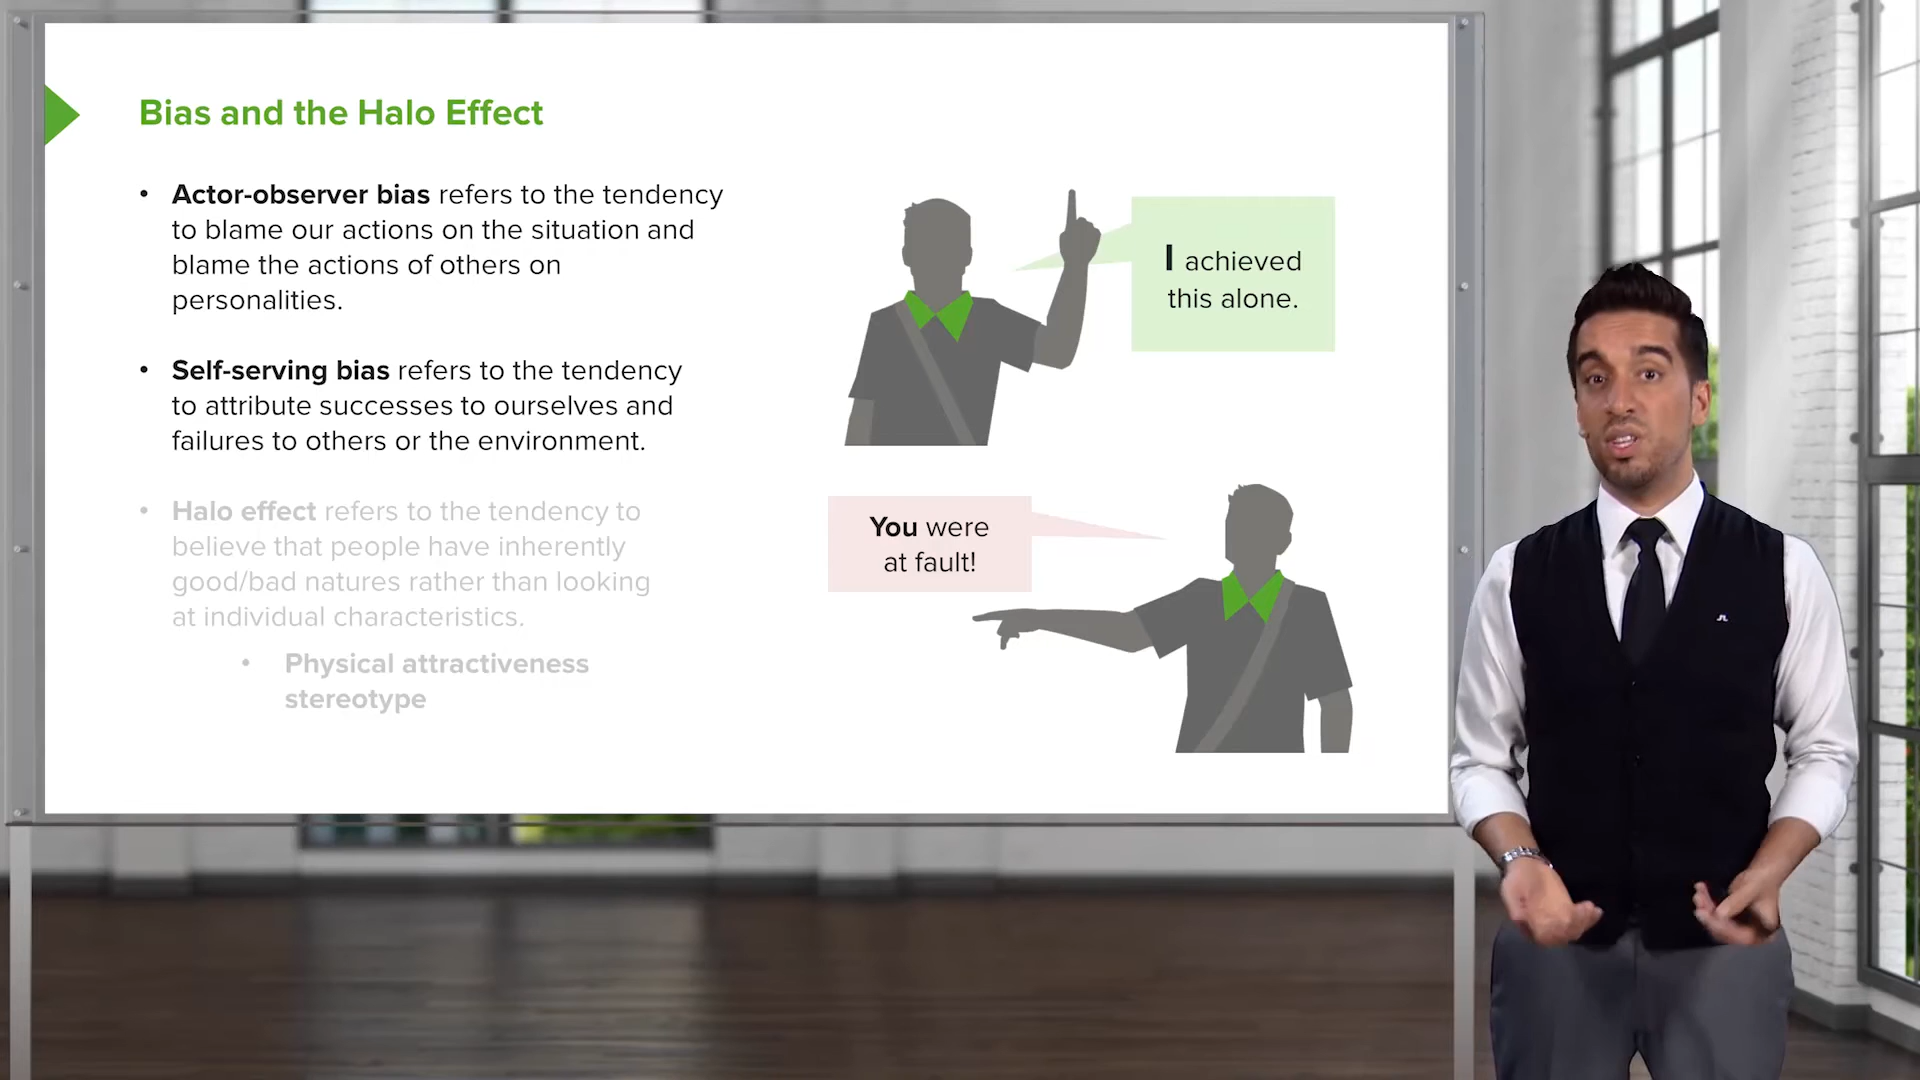 Bias and the Halo Effect
• Actor-observer bias refers to the tendency
to blame our actions on the situation and
blame the actions of others on
personalities.
• Self-serving bias refers to the tendency
to attribute successes to ourselves and
failures to others or the environment.
• Halo effect refers to the tendency to
believe that people have inherently
good/bad natures rather than looking
at individual characteristics.
• Physical attractiveness
stereotype
I achieved
this alone.
You were
at fault!